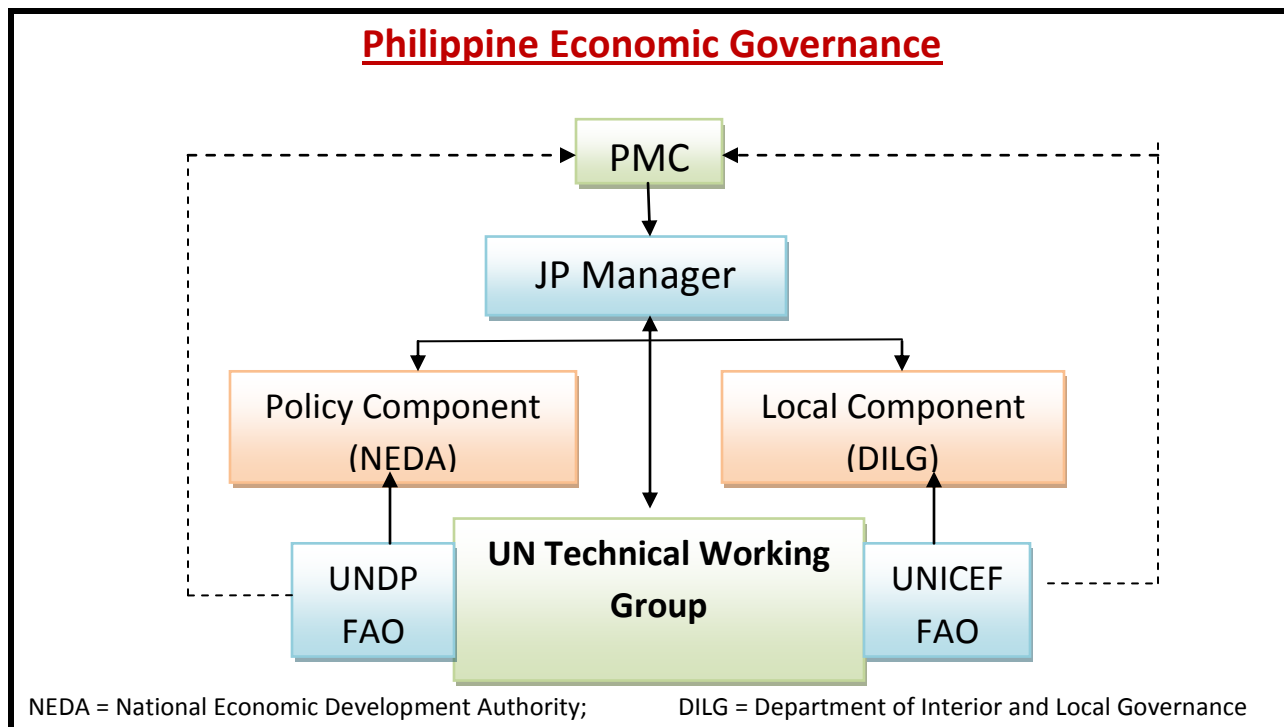 Philippine Economic Governance
PMC
JP Manager
Policy Component
(NEDA)
Local Component
(DILG)
UNDP
FAO
UN Technical Working
Group
UNICEF
FAO
NEDA = National Economic Development Authority; DILG = Department of Interior and Local Governance